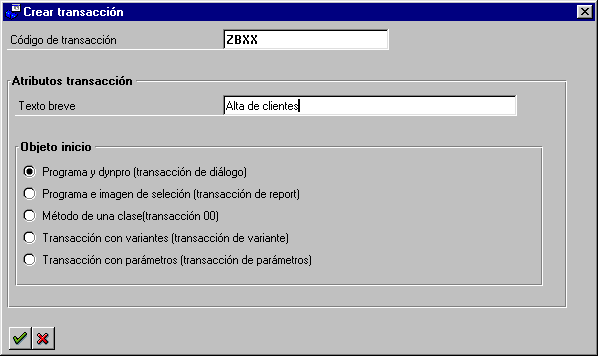 Crear transacción
Código de transacción ZBXX
Atributos transacción
Texto breve Alta de clientes
Objeto inicio
Programa y dynpro (transacción de diálogo)
Programa e imagen de seleción (transacción de report)
Método de una clase(transacción OO)
Transacción con variantes (transacción de variante)
Transacción con parámetros (transacción de parámetros)